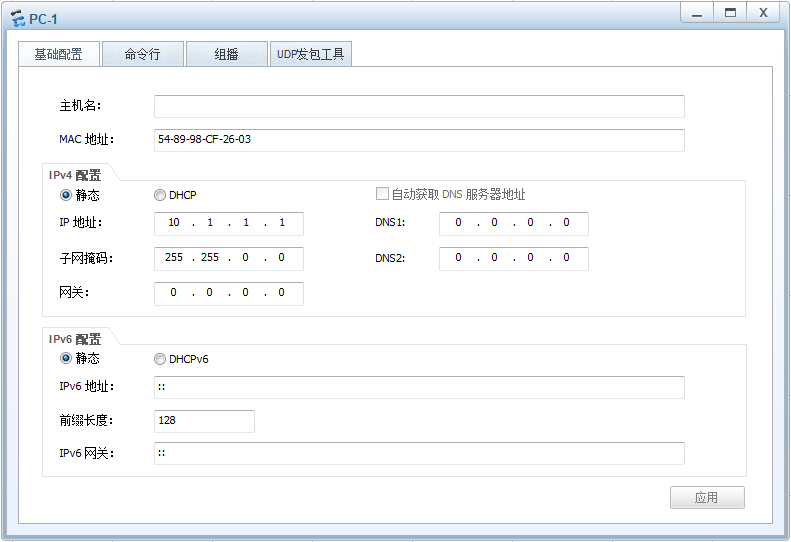 PC-1
X
基础配置 命令行 组播 UDP发包工具
主机名：
MAC 地址： 54-89-98-CF-26-03
IPv4 配置
静态 DHCP 自动获取 DNS 服务器地址
IP 地址： 10 . 1 . 1 . 1 DNS1: 0 . 0 . 0 . 0
子网掩码： 255 . 255 . 0 . 0 DNS2: 0 . 0 . 0 . 0
网关： 0 . 0 . 0 . 0
IPv6 配置
静态 DHCPv6
IPv6 地址： ::
前缀长度： 128
IPv6 网关： ::
应用